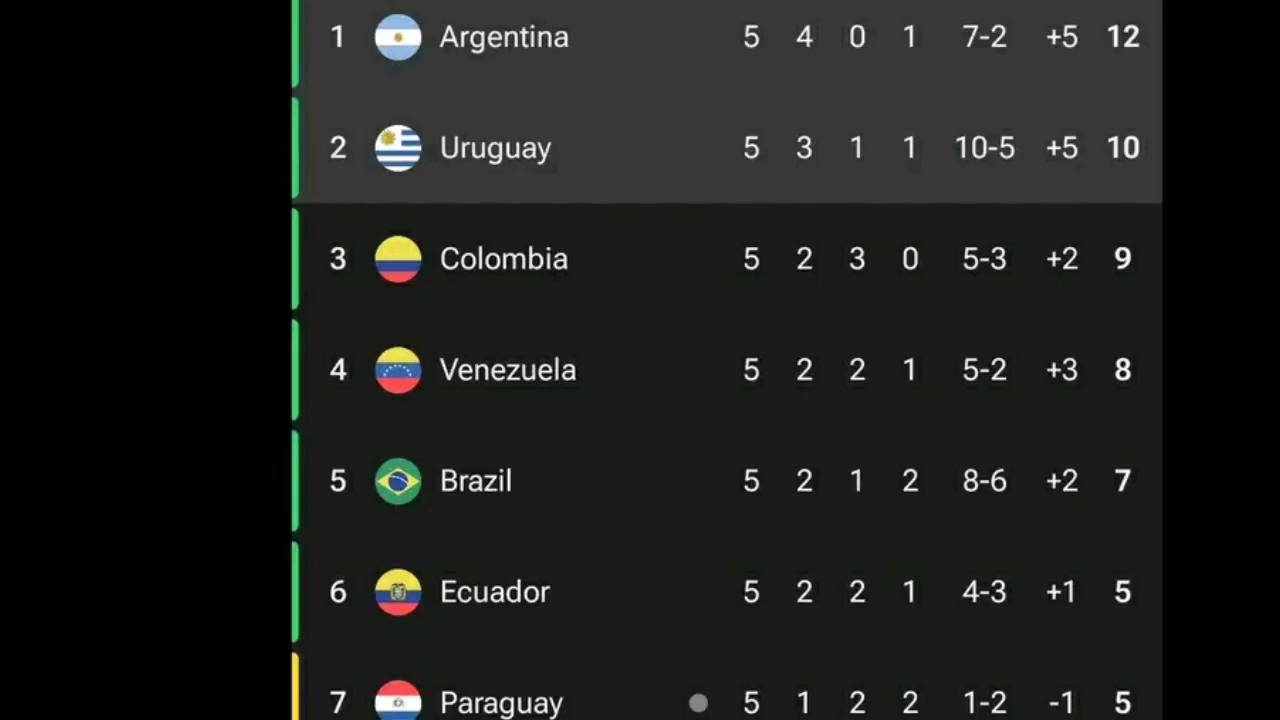 1 Argentina 5 4 0 1 7-2 +5 12
2 Uruguay 5 3 1 1 10-5 +5 10
3 Colombia 5 2 3 0 5-3 +2 9
4 Venezuela 5 2 2 1 5-2 +3 8
5 Brazil 5 2 1 2 8-6 +2 7
6 Ecuador 5 2 2 1 4-3 +1 5
7 Paraguay 5 1 2 2 1-2 -1 5